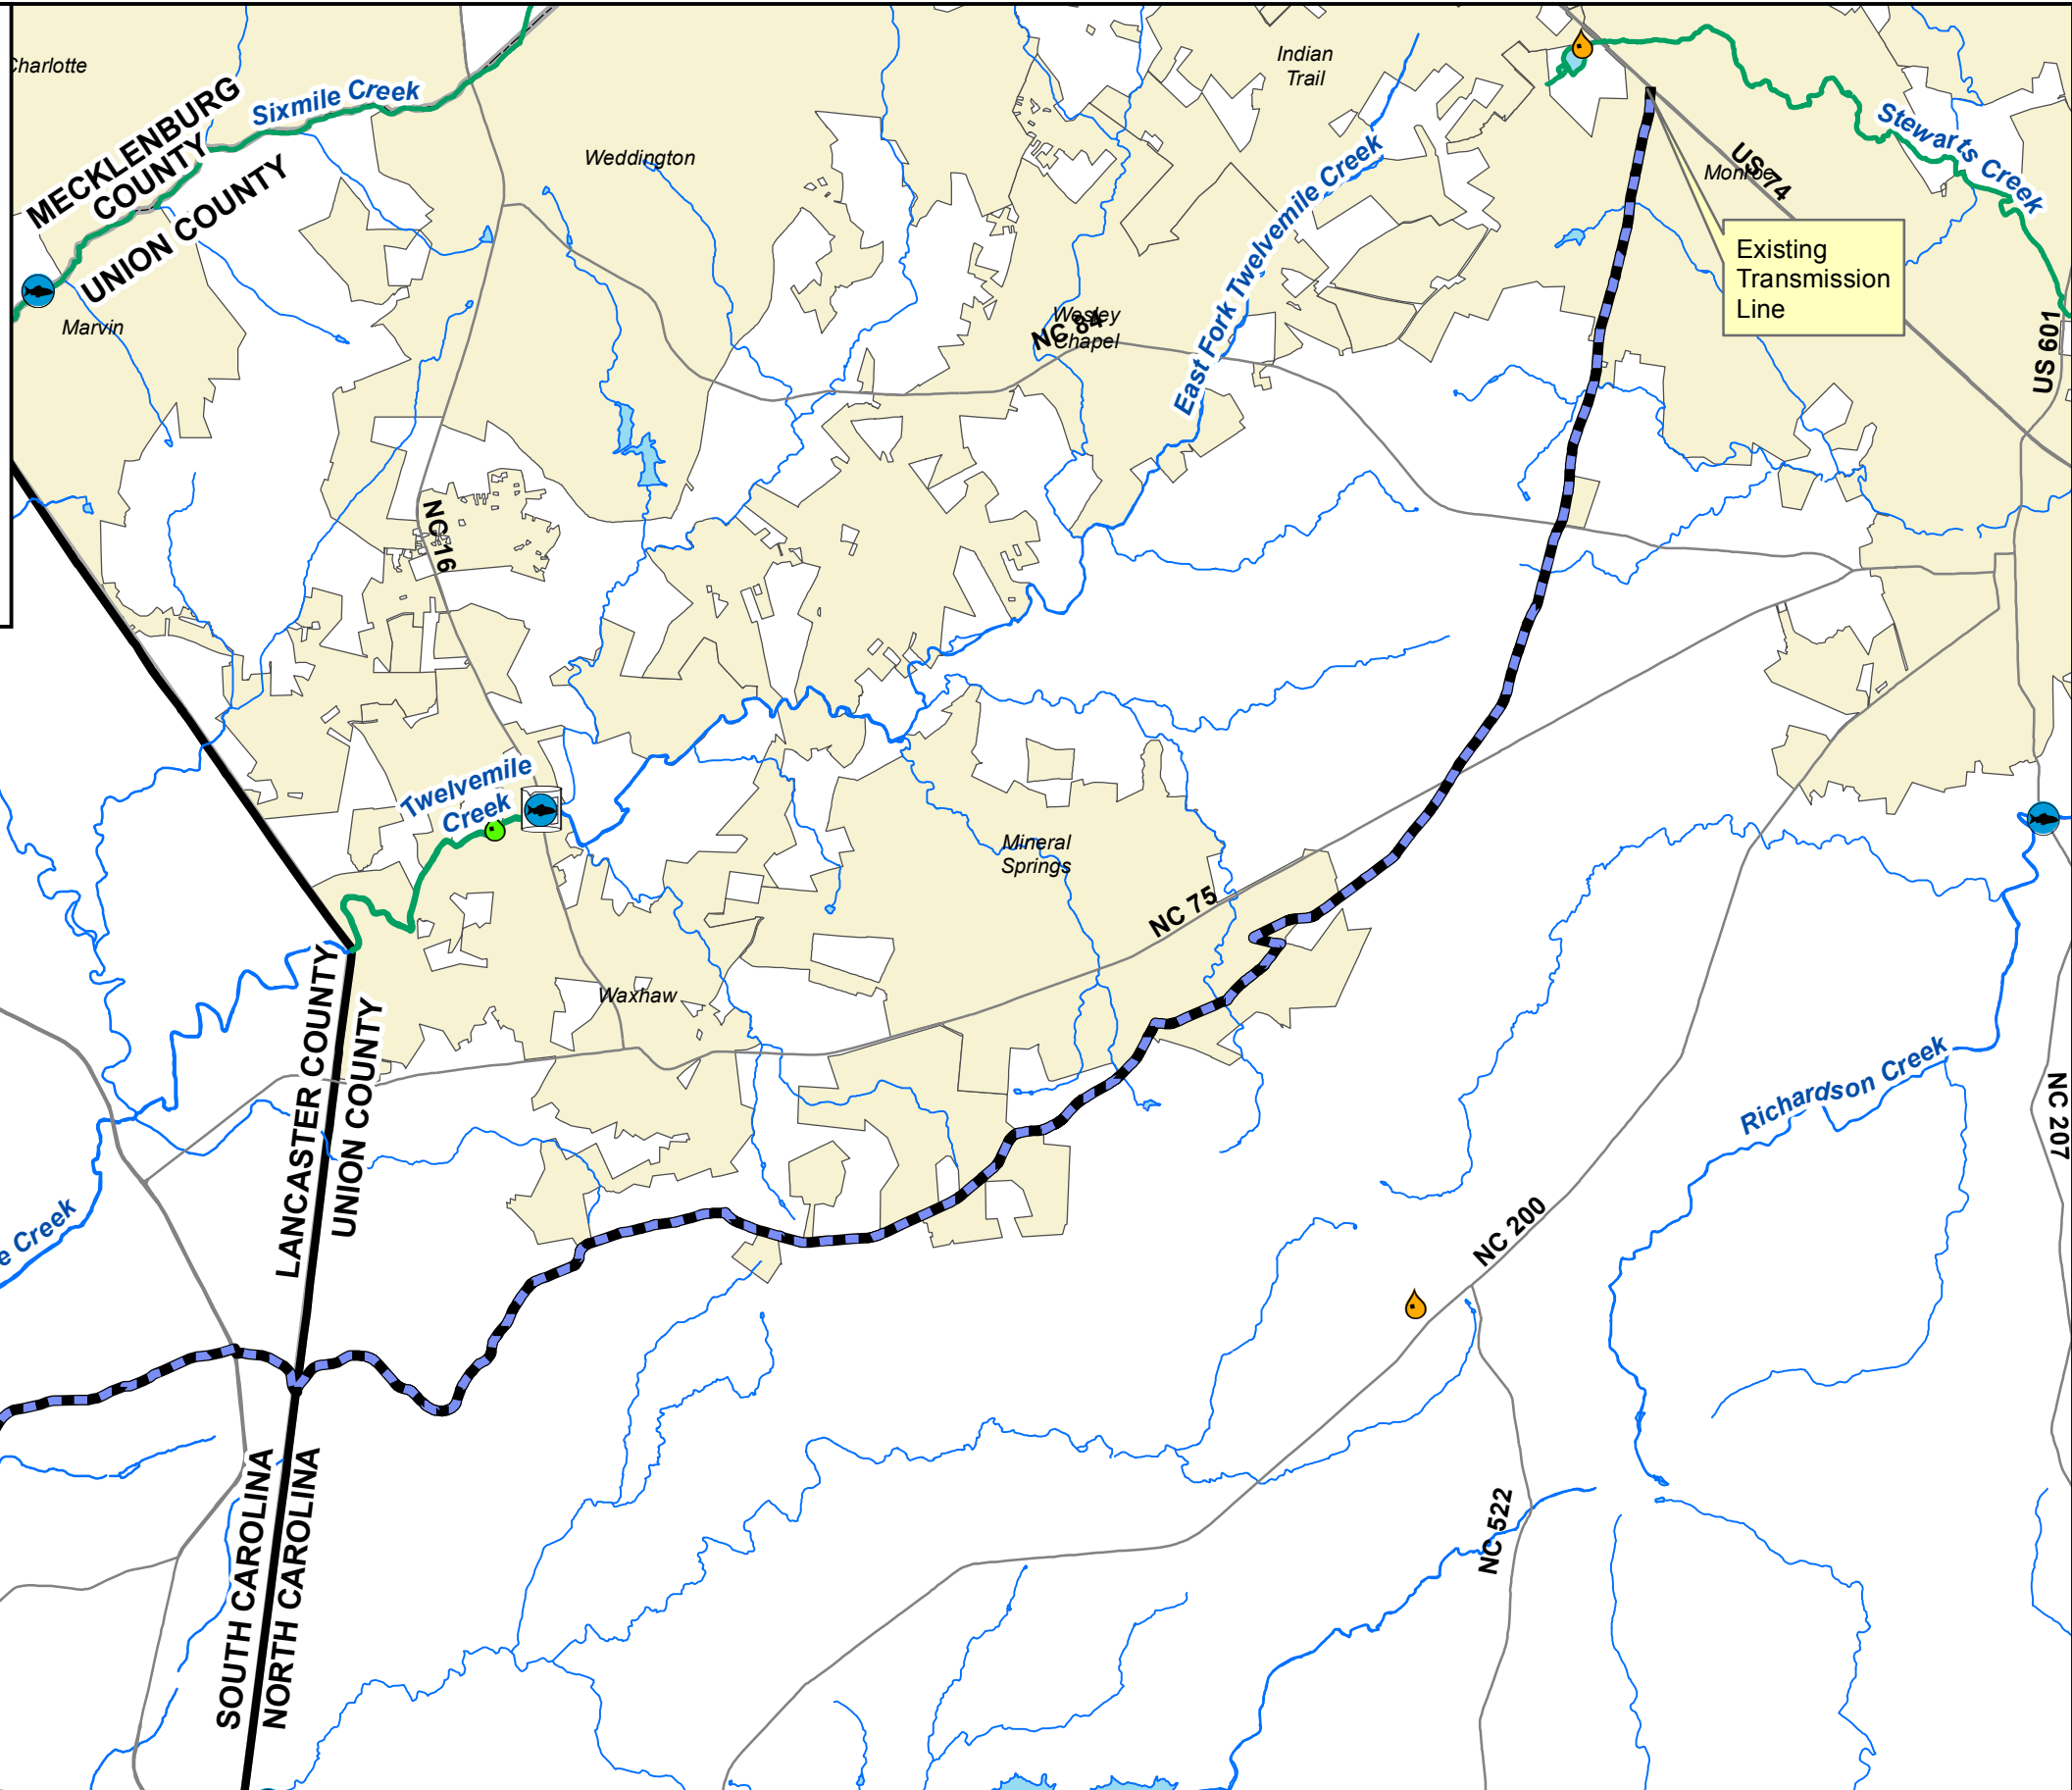 Charlotte
MECKLENBURG
COUNTY
UNION COUNTY
Sixmile Creek
Weddington
Indian
Trail
Stewarts Creek
US 74
Monroe
Existing
Transmission
Line
East Fork Twelvemile Creek
Marvin
Wesley
Chapel
NC 84
US 601
NC 16
Twelvemile
Creek
Mineral
Springs
NC 75
Waxhaw
LANCASTER COUNTY
UNION COUNTY
Richardson Creek
NC 207
e Creek
NC 200
NC 522
SOUTH CAROLINA
NORTH CAROLINA